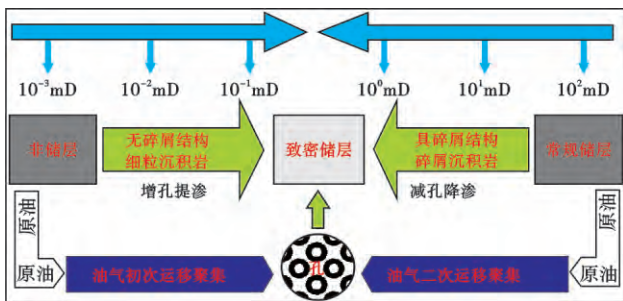 10⁻³mD 10⁻²mD 10⁻¹mD 10⁰mD 10¹mD 10²mD
非储层
无碎屑结构
细粒沉积岩
致密储层
具碎屑结构
碎屑沉积岩
常规储层
增孔提渗
减孔降渗
原油
原油
原油
原油
油气初次运移聚集
孔
油气二次运移聚集